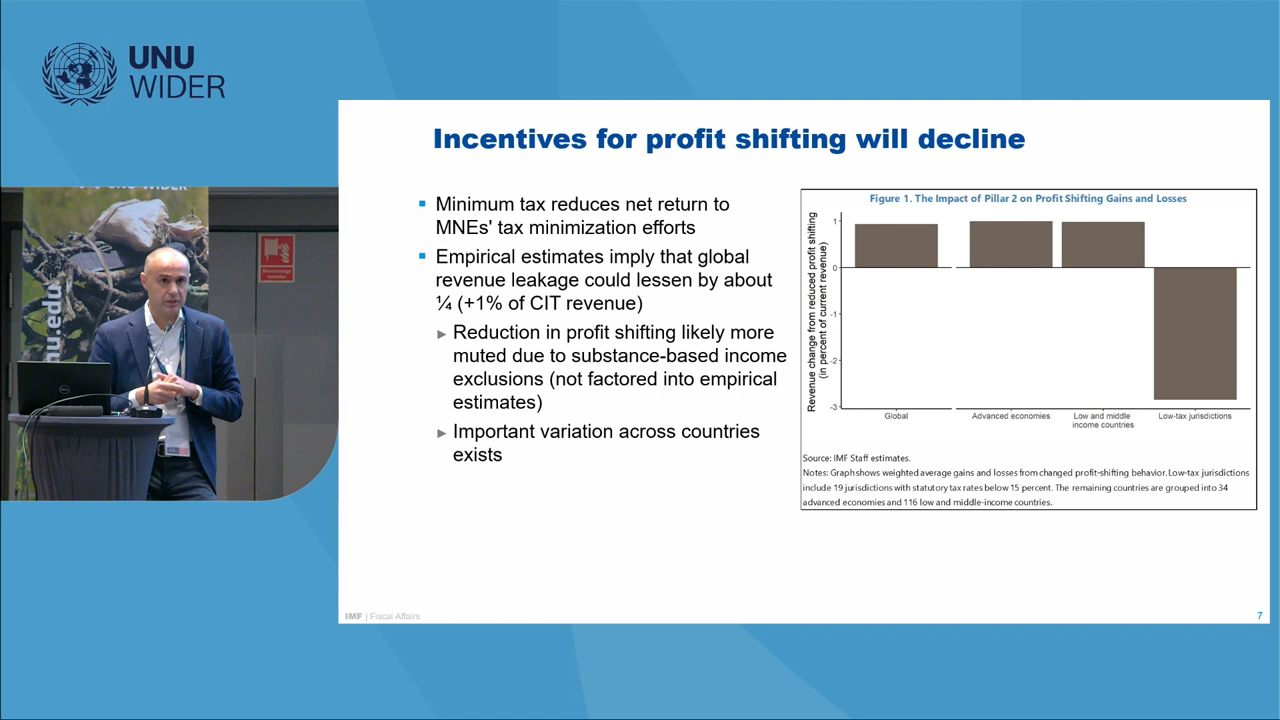 UNU
WIDER
Incentives for profit shifting will decline
Minimum tax reduces net return to
MNEs' tax minimization efforts
Empirical estimates imply that global
revenue leakage could lessen by about
¼ (+1% of CIT revenue)
Reduction in profit shifting likely more
muted due to substance-based income
exclusions (not factored into empirical
estimates)
Important variation across countries
exists
Figure 1. The Impact of Pillar 2 on Profit Shifting Gains and Losses
Revenue change from reduced profit shifting
(in percent of current revenue)
1
0
-1
-2
-3
Global
Advanced economies
Low and middle
income countries
Low-tax jurisdictions
Source: IMF Staff estimates.
Notes: Graph shows weighted average gains and losses from changed profit-shifting behavior. Low-tax jurisdictions
include 19 jurisdictions with statutory tax rates below 15 percent. The remaining countries are grouped into 34
advanced economies and 116 low and middle-income countries.
IMF | Fiscal Affairs
7
nu.edu
DELL